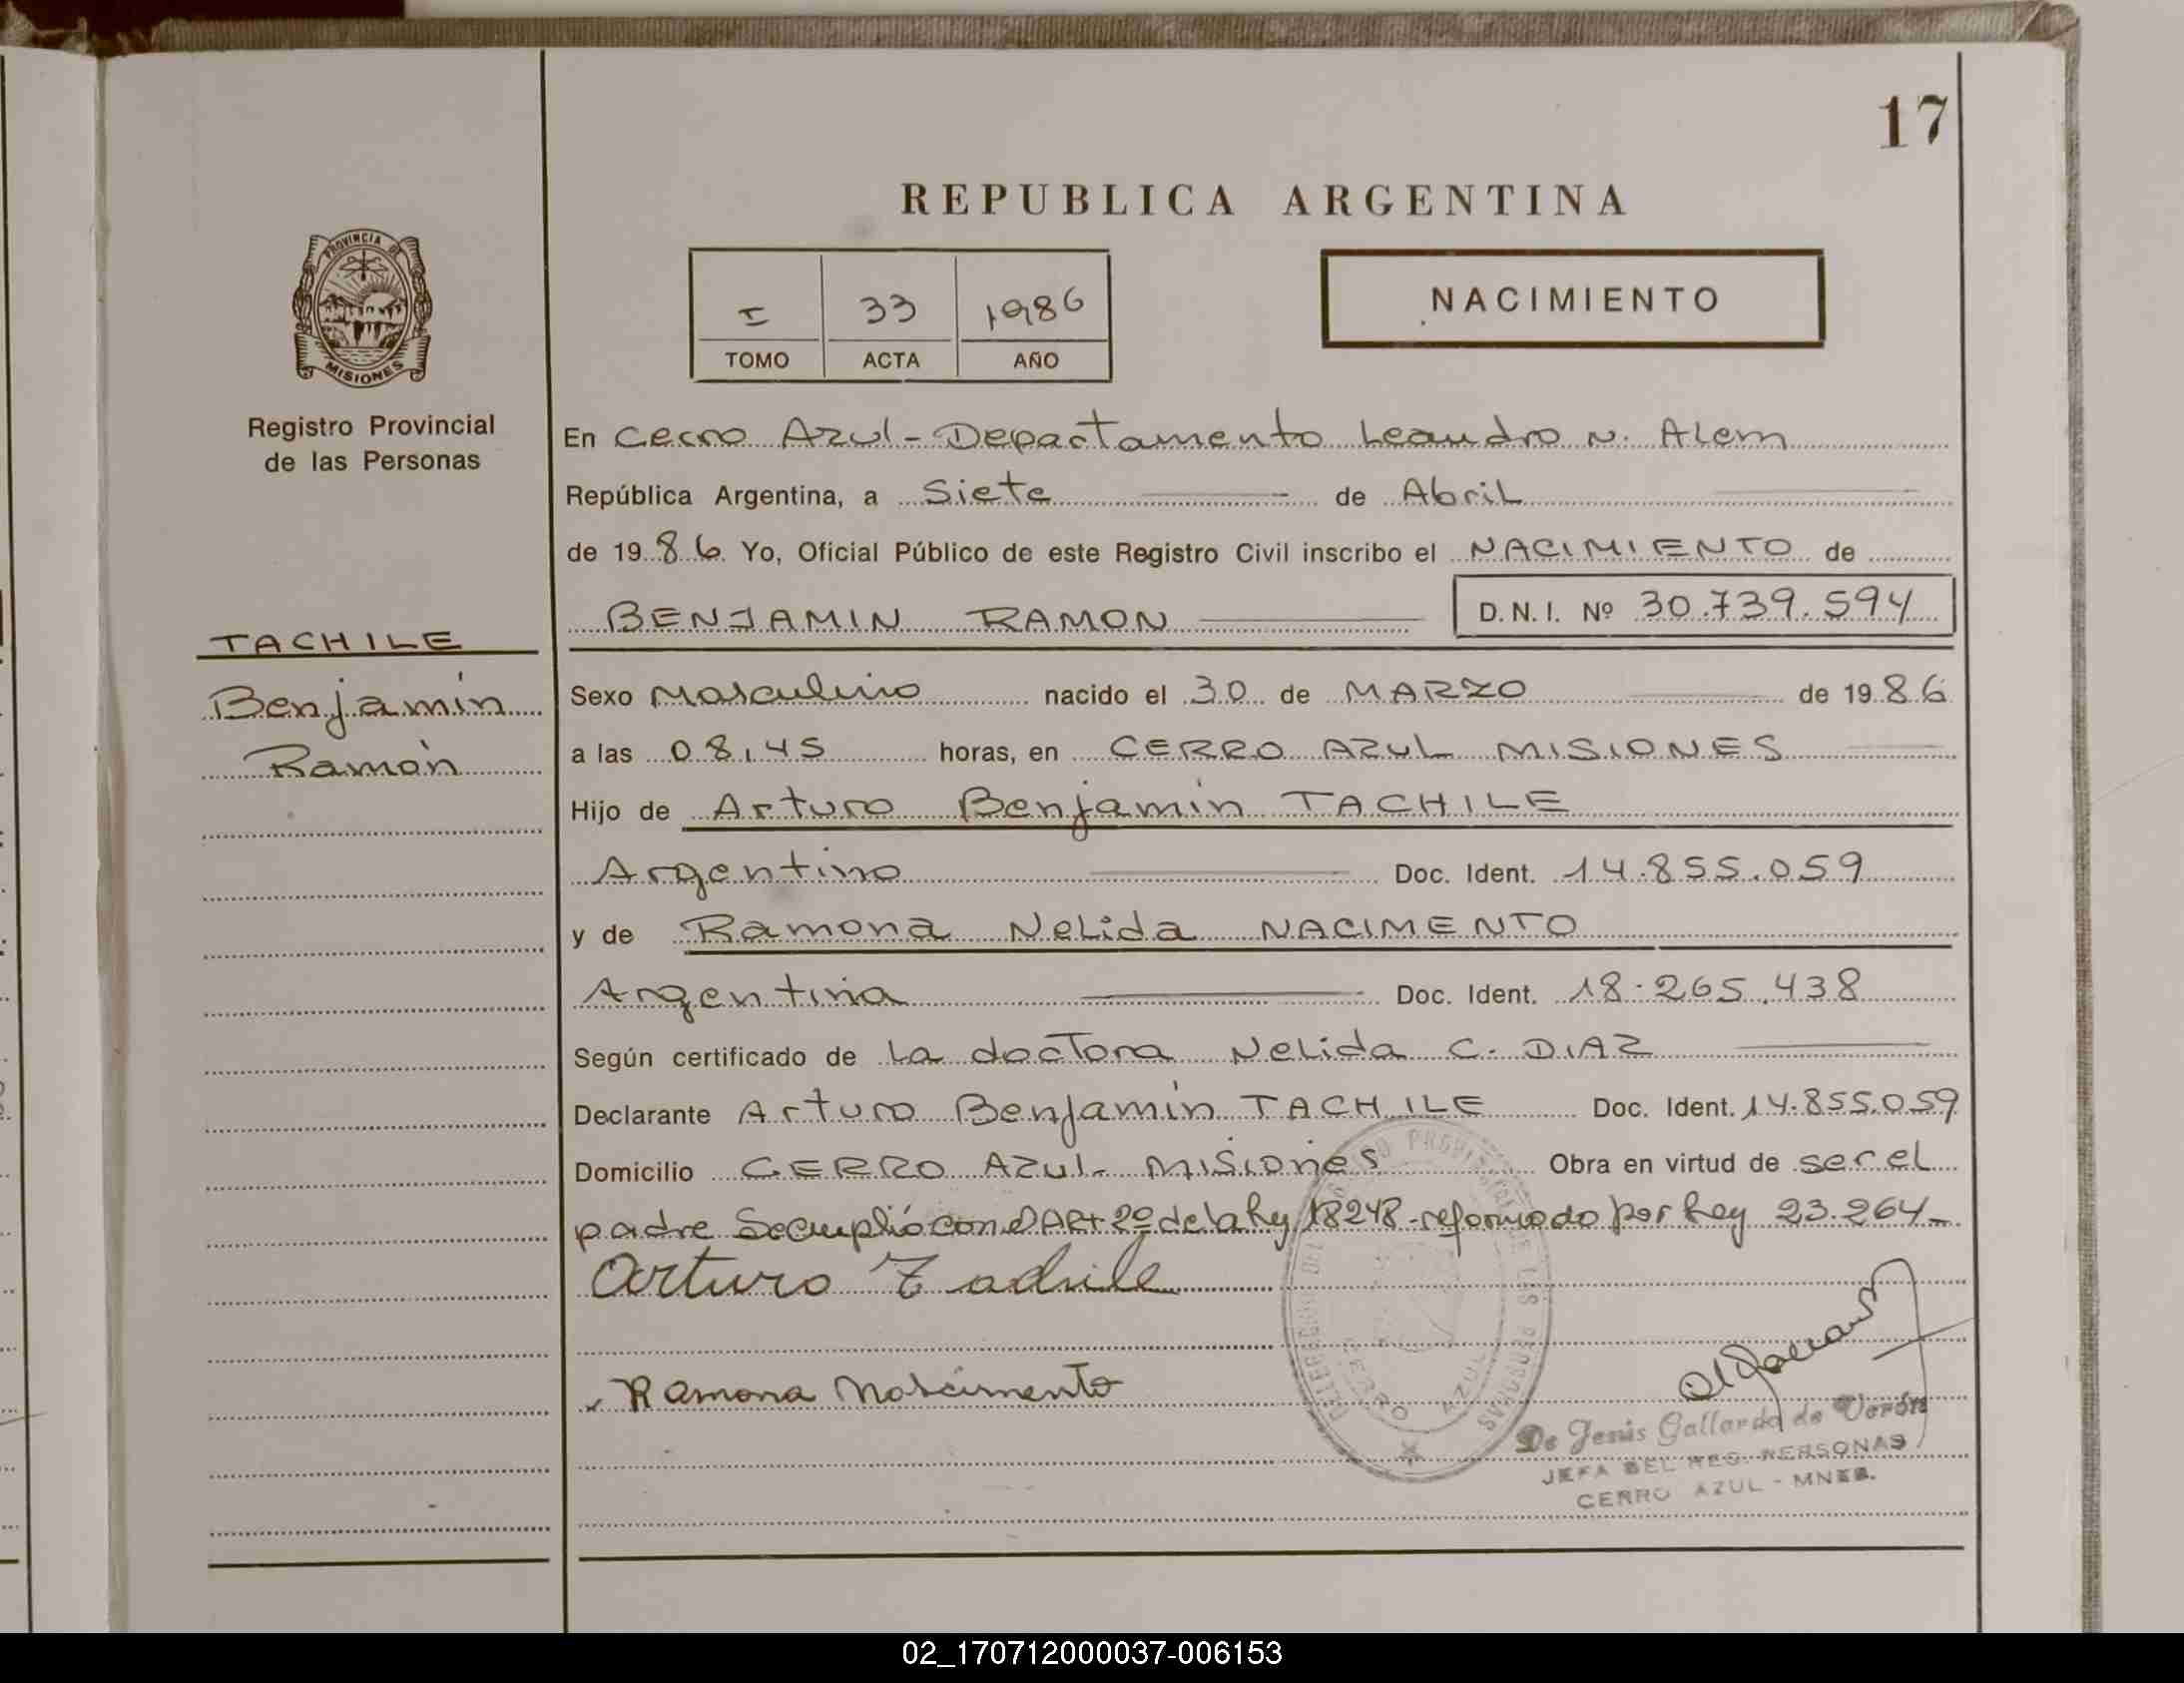 17
REPUBLICA ARGENTINA
PROVINCIA DE
MISIONES
Registro Provincial
de las Personas
I 33 1986
TOMO ACTA AÑO
NACIMIENTO
En Cerro Azul - Departamento Leandro N. Alem
República Argentina, a Siete de Abril
de 1986 Yo, Oficial Público de este Registro Civil inscribo el NACIMIENTO de
BENJAMIN RAMON D.N.I. Nº 30.739.594
TACHILE
Benjamín
Ramón
Sexo Masculino nacido el 30 de MARZO de 1986
a las 08,45 horas, en CERRO AZUL MISIONES
Hijo de Arturo Benjamin TACHILE
Argentino Doc. Ident. 14.855.059
y de Ramona Nelida NACIMENTO
Argentina Doc. Ident. 18.265.438
Según certificado de La doctora Nelida C. DIAZ
Declarante Arturo Benjamín TACHILE Doc. Ident. 14.855.059
Domicilio CERRO AZUL - MISIONES Obra en virtud de ser el
padre Se cumplió con el ART 2º de la ley 18248 - reformado por Ley 23.264 -
Arturo Tachile
Ramona Nascimento
De Jesús Gallardo de Verón
JEFA DEL REG. PERSONAS
CERRO AZUL - MNES.
CERRO AZUL
02_170712000037-006153